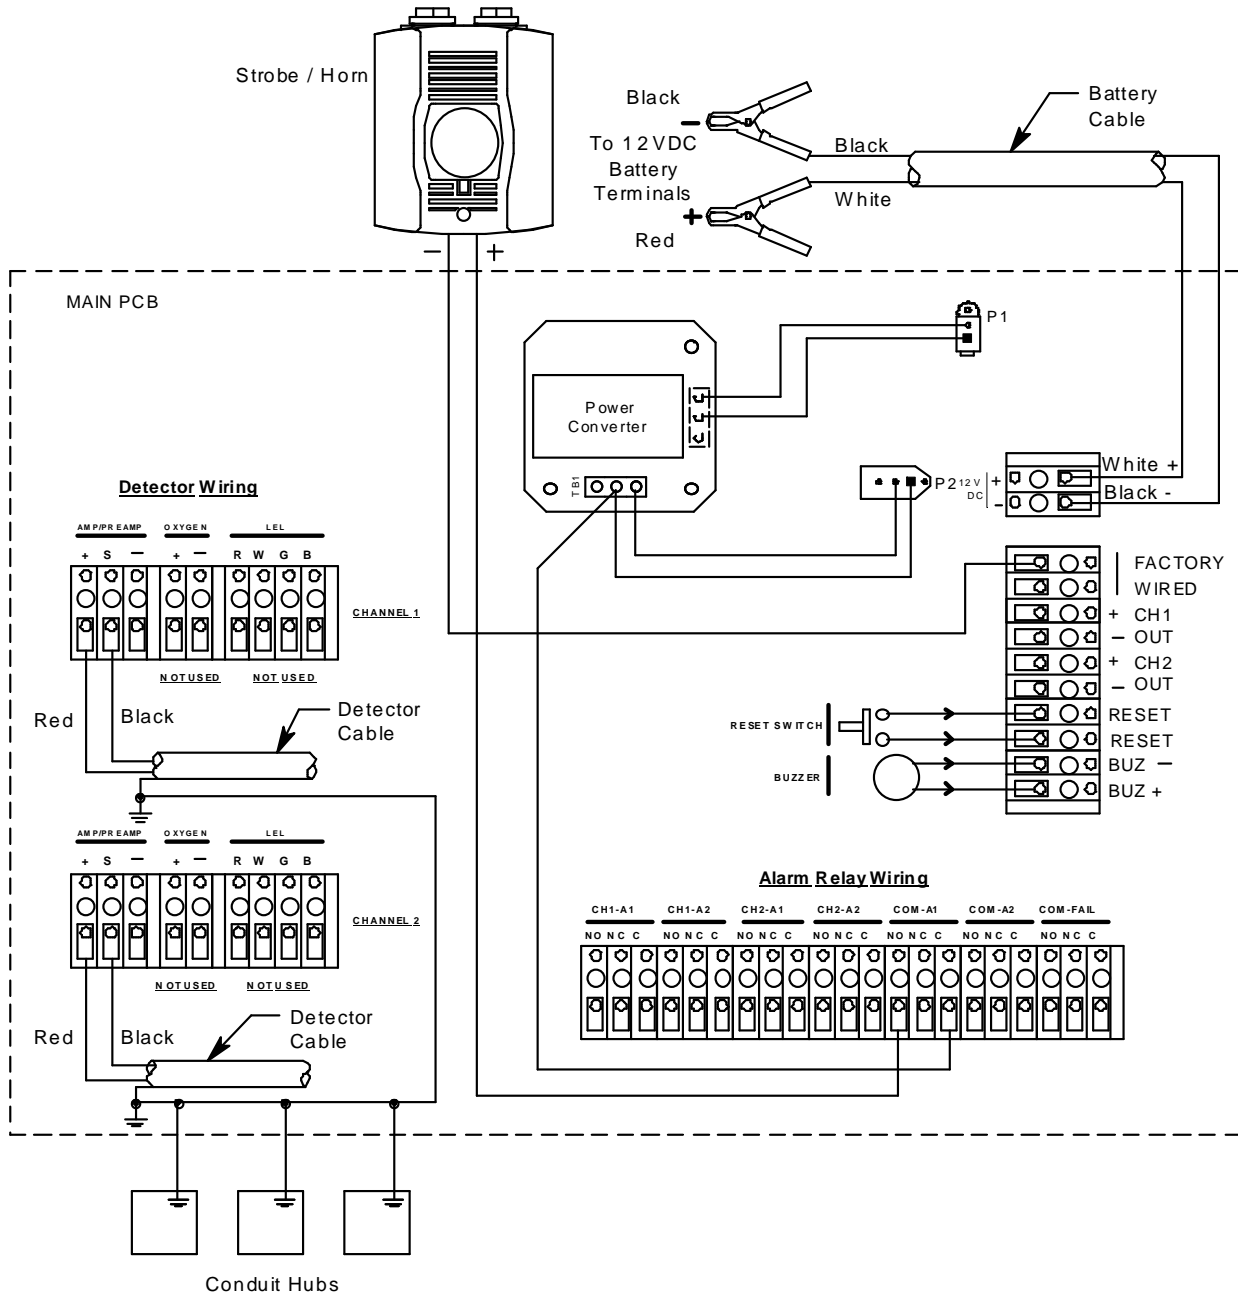 Strobe / Horn
Black
−
To 12VDC
Battery
Terminals
+
Red
Black
White
Battery
Cable
− +
MAIN PCB
P1
Power
Converter
TB1
P2
12V
DC
+
−
White +
Black -
Detector Wiring
AMP/PREAMP OXYGEN LEL
+ S − + − R W G B
CHANNEL 1
NOT USED NOT USED
Red
Black
Detector
Cable
FACTORY
WIRED
+ CH1
− OUT
+ CH2
− OUT
RESET
RESET
BUZ −
BUZ +
RESET SWITCH
BUZZER
AMP/PREAMP OXYGEN LEL
+ S − + − R W G B
CHANNEL 2
NOT USED NOT USED
Red
Black
Detector
Cable
Alarm Relay Wiring
CH1-A1 CH1-A2 CH2-A1 CH2-A2 COM-A1 COM-A2 COM-FAIL
NO NC C NO NC C NO NC C NO NC C NO NC C NO NC C NO NC C
Conduit Hubs